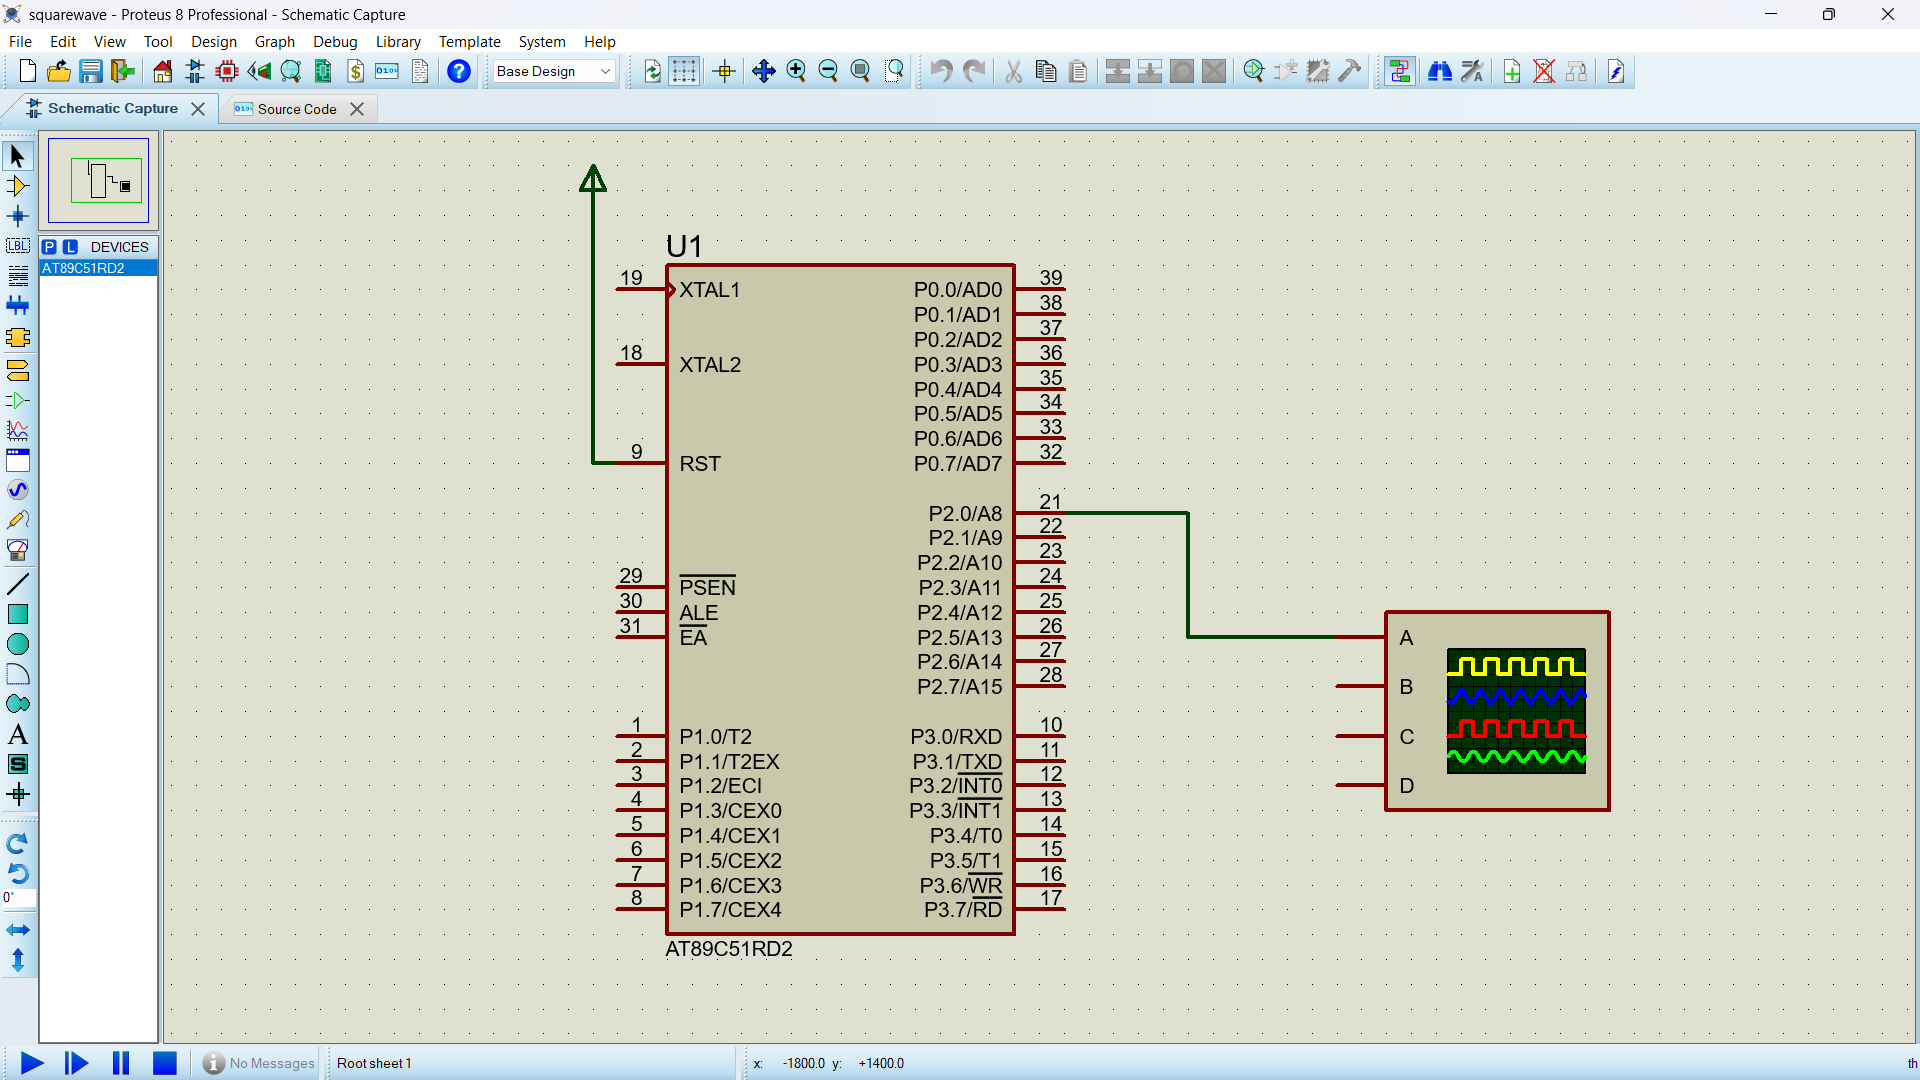 squarewave - Proteus 8 Professional - Schematic Capture
File Edit View Tool Design Graph Debug Library Template System Help
Base Design
Schematic Capture
Source Code
P L DEVICES
AT89C51RD2
LBL
A
S
0°
U1
19 XTAL1
18 XTAL2
9 RST
29 PSEN
30 ALE
31 EA
1 P1.0/T2
2 P1.1/T2EX
3 P1.2/ECI
4 P1.3/CEX0
5 P1.4/CEX1
6 P1.5/CEX2
7 P1.6/CEX3
8 P1.7/CEX4
P0.0/AD0 39
P0.1/AD1 38
P0.2/AD2 37
P0.3/AD3 36
P0.4/AD4 35
P0.5/AD5 34
P0.6/AD6 33
P0.7/AD7 32
P2.0/A8 21
P2.1/A9 22
P2.2/A10 23
P2.3/A11 24
P2.4/A12 25
P2.5/A13 26
P2.6/A14 27
P2.7/A15 28
P3.0/RXD 10
P3.1/TXD 11
P3.2/INT0 12
P3.3/INT1 13
P3.4/T0 14
P3.5/T1 15
P3.6/WR 16
P3.7/RD 17
AT89C51RD2
A
B
C
D
No Messages
Root sheet 1
x: -1800.0 y: +1400.0
th